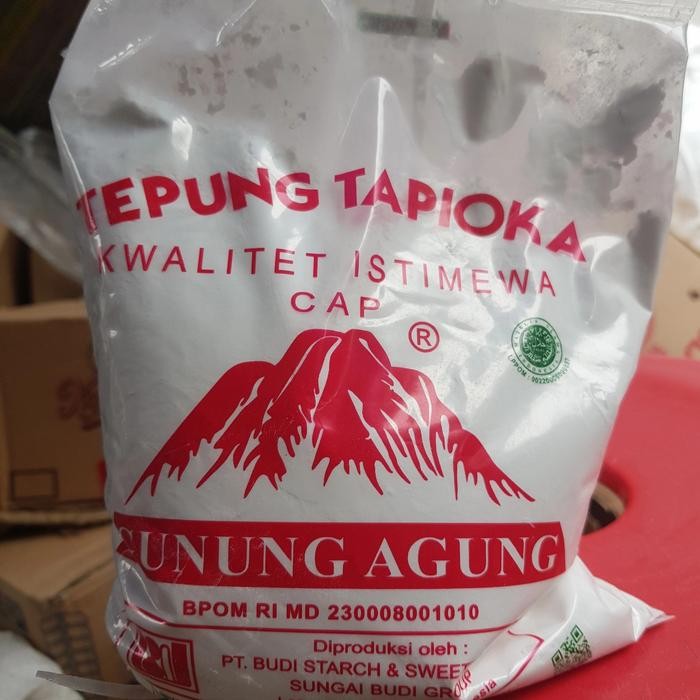 TEPUNG TAPIOKA
KWALITET ISTIMEWA
CAP
®
GUNUNG AGUNG
BPOM RI MD 230008001010
Diproduksi oleh :
PT. BUDI STARCH & SWEET
SUNGAI BUDI GR